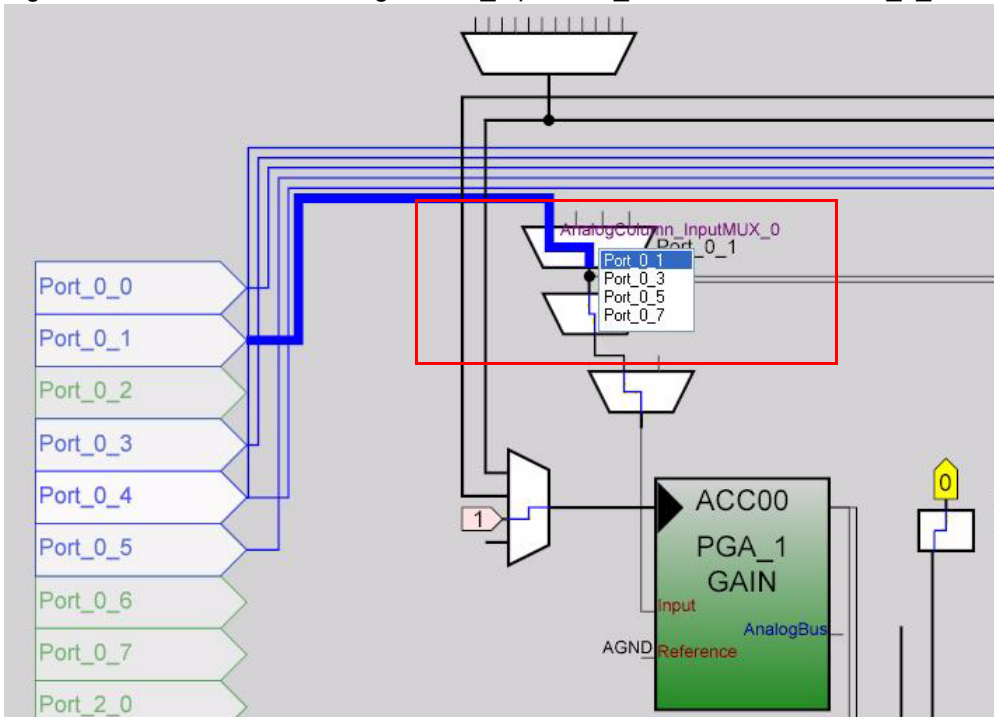 AnalogColumn_InputMUX_0
Port_0_1
Port_0_1
Port_0_3
Port_0_5
Port_0_7
Port_0_0
Port_0_1
Port_0_2
Port_0_3
Port_0_4
Port_0_5
Port_0_6
Port_0_7
Port_2_0
1
ACC00
PGA_1
GAIN
Input
AnalogBus
AGND
Reference
0